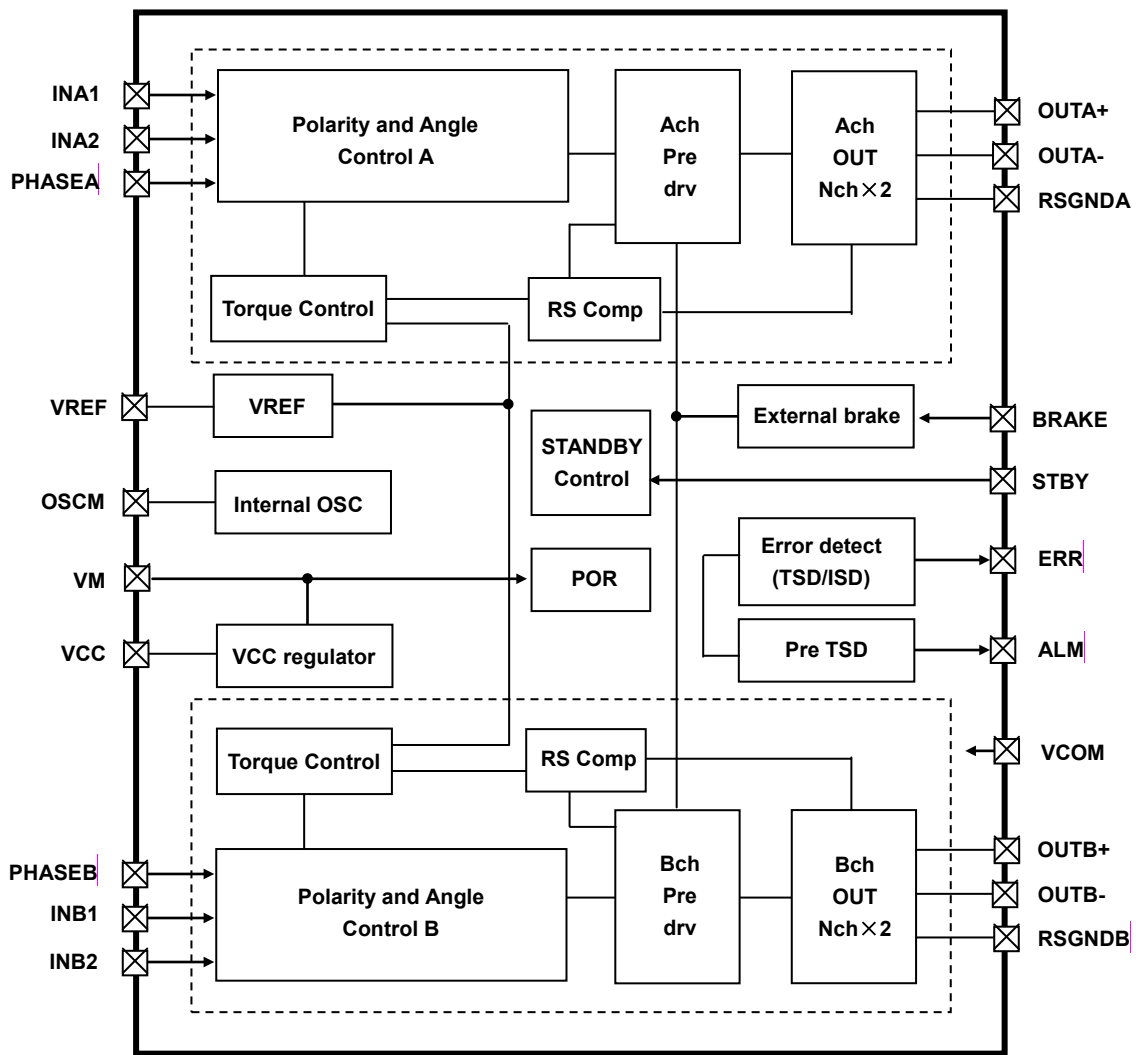 INA1
INA2
PHASEA
Polarity and Angle
Control A
Ach
Pre
drv
Ach
OUT
Nch×2
OUTA+
OUTA-
RSGNDA
Torque Control
RS Comp
VREF
VREF
STANDBY
Control
External brake
BRAKE
STBY
OSCM
Internal OSC
Error detect
(TSD/ISD)
ERR
VM
POR
VCC
VCC regulator
Pre TSD
ALM
Torque Control
RS Comp
VCOM
PHASEB
INB1
INB2
Polarity and Angle
Control B
Bch
Pre
drv
Bch
OUT
Nch×2
OUTB+
OUTB-
RSGNDB